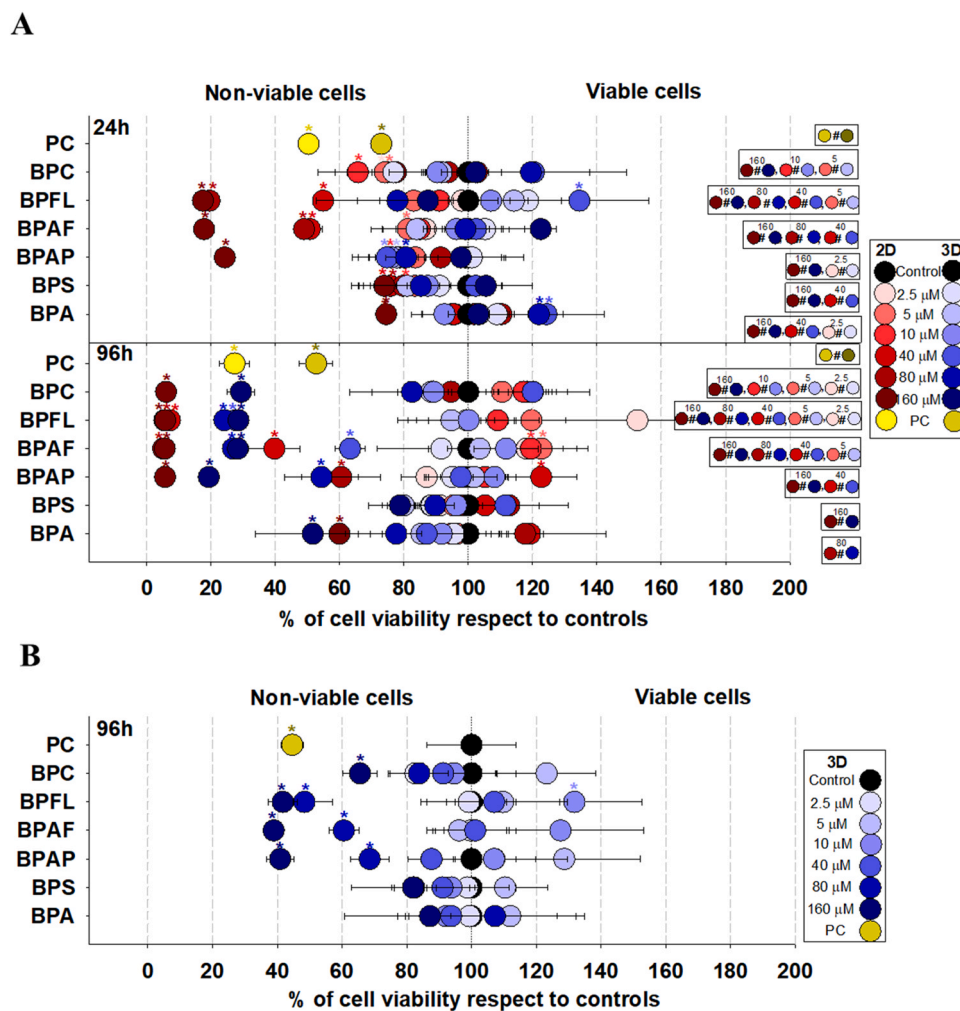 A
Non-viable cells Viable cells
24h
PC * * #
BPC * * * 160 # , 10 # , 5 #
BPFL ** * * 160 # , 80 # , 40 # , 5 #
BPAF * ** * 160 # , 80 # , 40 #
BPAP * *** * 160 # , 2.5 #
BPS ** * 160 # , 40 #
BPA * ** 160 # , 40 # , 2.5 #
96h
PC * * #
BPC * * 160 # , 10 # , 5 # , 2.5 #
BPFL *** **** 160 # , 80 # , 40 # , 5 # , 2.5 #
BPAF ** ** * * ** 160 # , 80 # , 40 # , 5 #
BPAP * * * * * 160 # , 40 #
BPS 160 #
BPA * * 80 #
0 20 40 60 80 100 120 140 160 180 200
% of cell viability respect to controls
2D 3D
Control
2.5 µM
5 µM
10 µM
40 µM
80 µM
160 µM
PC
B
Non-viable cells Viable cells
96h
PC *
BPC *
BPFL * * *
BPAF * *
BPAP * *
BPS
BPA
0 20 40 60 80 100 120 140 160 180 200
% of cell viability respect to controls
3D
Control
2.5 µM
5 µM
10 µM
40 µM
80 µM
160 µM
PC